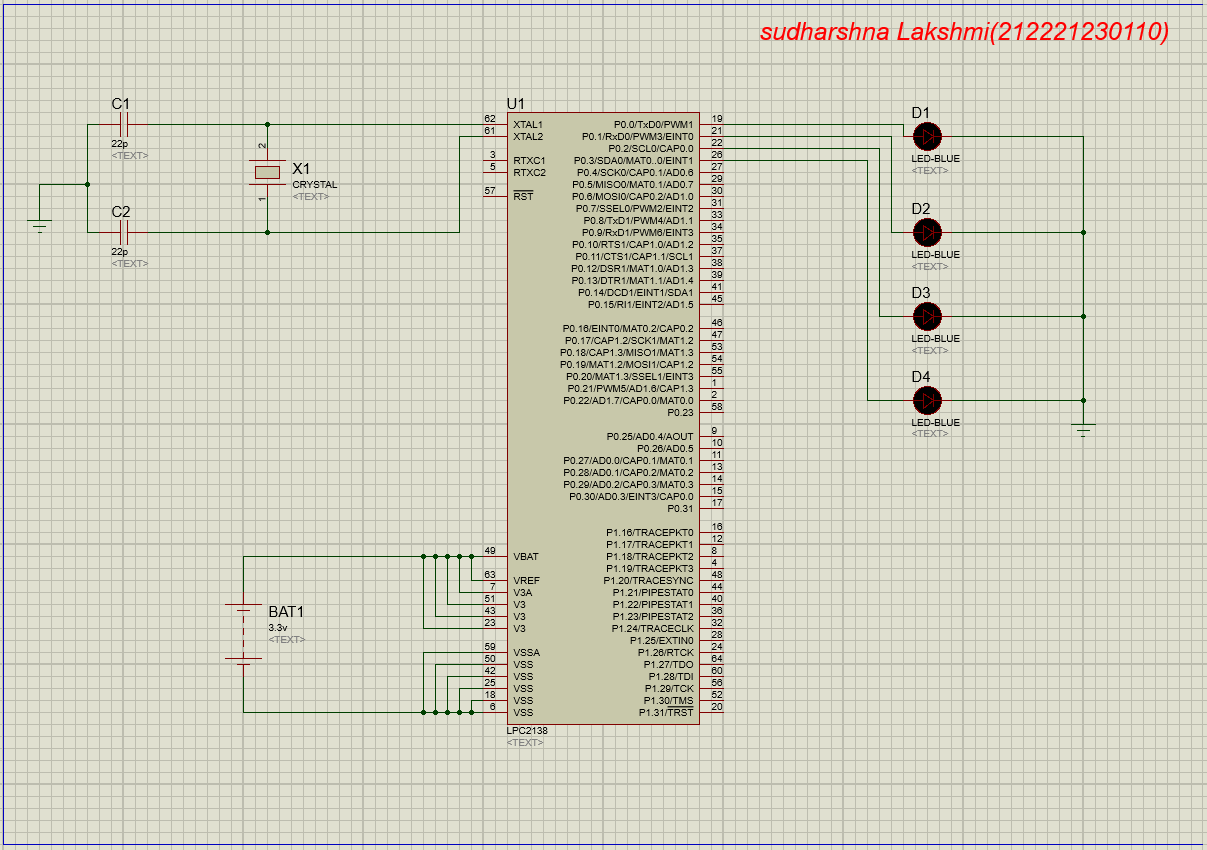 sudharshna Lakshmi(212221230110)
C1
22p
<TEXT>
C2
22p
<TEXT>
2
X1
CRYSTAL
<TEXT>
1
U1
62 XTAL1
61 XTAL2
3 RTXC1
5 RTXC2
57 RST
P0.0/TxD0/PWM1 19
P0.1/RxD0/PWM3/EINT0 21
P0.2/SCL0/CAP0.0 22
P0.3/SDA0/MAT0..0/EINT1 26
P0.4/SCK0/CAP0.1/AD0.6 27
P0.5/MISO0/MAT0.1/AD0.7 29
P0.6/MOSI0/CAP0.2/AD1.0 30
P0.7/SSEL0/PWM2/EINT2 31
P0.8/TxD1/PWM4/AD1.1 33
P0.9/RxD1/PWM6/EINT3 34
P0.10/RTS1/CAP1.0/AD1.2 35
P0.11/CTS1/CAP1.1/SCL1 37
P0.12/DSR1/MAT1.0/AD1.3 38
P0.13/DTR1/MAT1.1/AD1.4 39
P0.14/DCD1/EINT1/SDA1 41
P0.15/RI1/EINT2/AD1.5 45
P0.16/EINT0/MAT0.2/CAP0.2 46
P0.17/CAP1.2/SCK1/MAT1.2 47
P0.18/CAP1.3/MISO1/MAT1.3 53
P0.19/MAT1.2/MOSI1/CAP1.2 54
P0.20/MAT1.3/SSEL1/EINT3 55
P0.21/PWM5/AD1.6/CAP1.3 1
P0.22/AD1.7/CAP0.0/MAT0.0 2
P0.23 58
P0.25/AD0.4/AOUT 9
P0.26/AD0.5 10
P0.27/AD0.0/CAP0.1/MAT0.1 11
P0.28/AD0.1/CAP0.2/MAT0.2 13
P0.29/AD0.2/CAP0.3/MAT0.3 14
P0.30/AD0.3/EINT3/CAP0.0 15
P0.31 17
P1.16/TRACEPKT0 16
P1.17/TRACEPKT1 12
P1.18/TRACEPKT2 8
P1.19/TRACEPKT3 4
P1.20/TRACESYNC 48
P1.21/PIPESTAT0 44
P1.22/PIPESTAT1 40
P1.23/PIPESTAT2 36
P1.24/TRACECLK 32
P1.25/EXTIN0 28
P1.26/RTCK 24
P1.27/TDO 64
P1.28/TDI 60
P1.29/TCK 56
P1.30/TMS 52
P1.31/TRST 20
49 VBAT
63 VREF
7 V3A
51 V3
43 V3
23 V3
59 VSSA
50 VSS
42 VSS
25 VSS
18 VSS
6 VSS
LPC2138
<TEXT>
BAT1
3.3v
<TEXT>
D1
LED-BLUE
<TEXT>
D2
LED-BLUE
<TEXT>
D3
LED-BLUE
<TEXT>
D4
LED-BLUE
<TEXT>